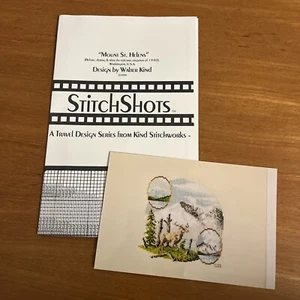 "Mount St. Helens"
(Before, during, & after the volcanic eruption of 1980)
Washington, U.S.A.
Design by Walter Kind
StitchShots
A Travel Design Series from Kind Stitchworks